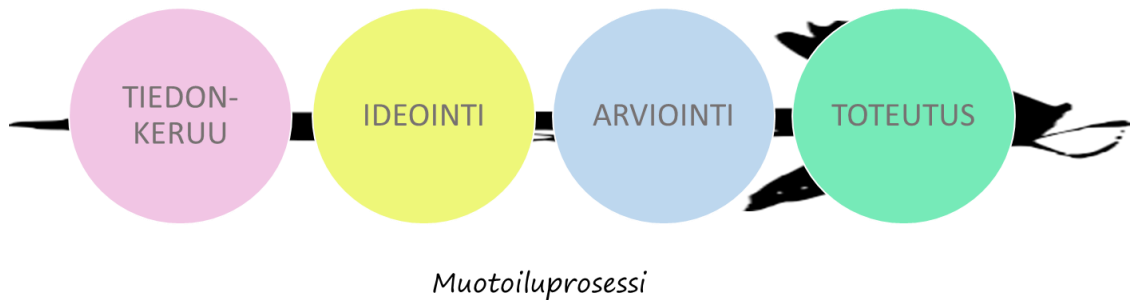 TIEDON-
KERUU
IDEOINTI
ARVIOINTI
TOTEUTUS
Muotoiluprosessi